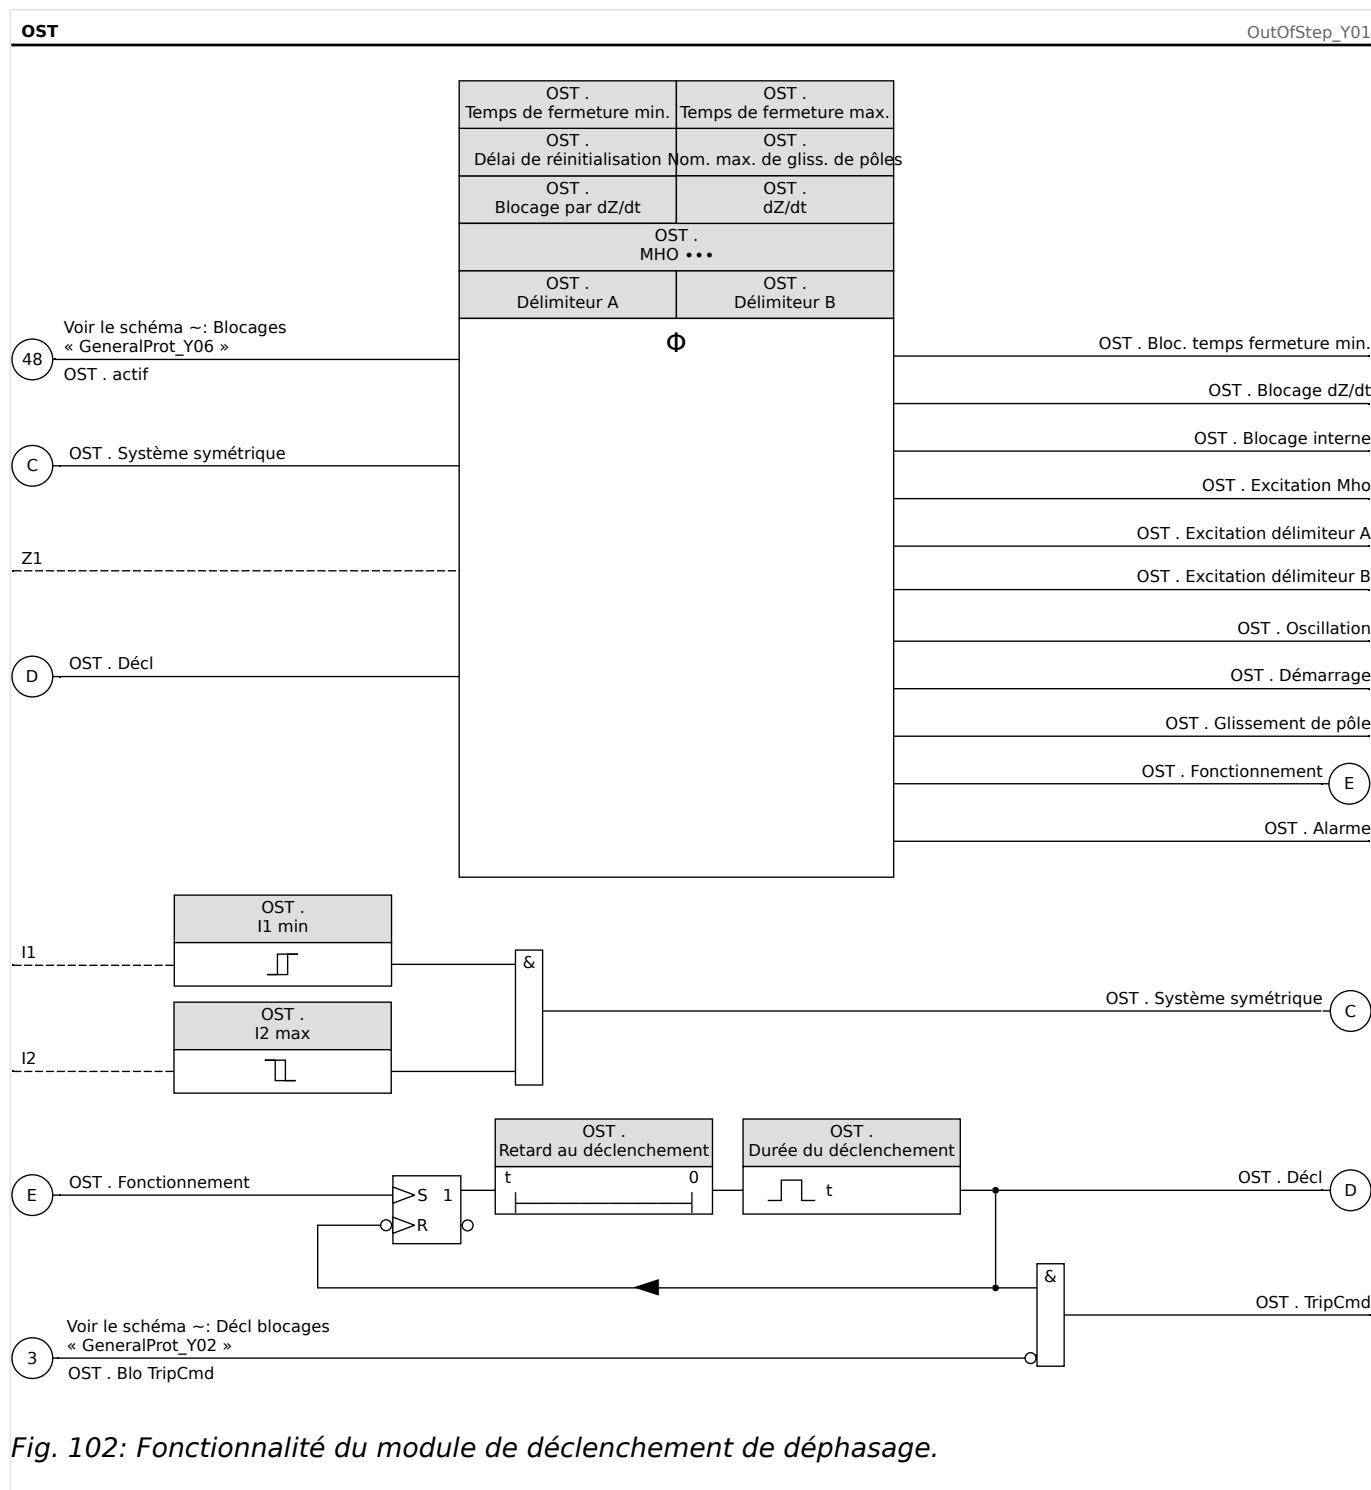 OST
OutOfStep_Y01
OST .
Temps de fermeture min.
OST .
Temps de fermeture max.
OST .
Délai de réinitialisation
OST .
Nom. max. de gliss. de pôles
OST .
Blocage par dZ/dt
OST .
dZ/dt
OST .
MHO •••
OST .
Délimiteur A
OST .
Délimiteur B
Φ
Voir le schéma ~: Blocages
« GeneralProt_Y06 »
48
OST . actif
C
OST . Système symétrique
Z1
D
OST . Décl
OST . Bloc. temps fermeture min.
OST . Blocage dZ/dt
OST . Blocage interne
OST . Excitation Mho
OST . Excitation délimiteur A
OST . Excitation délimiteur B
OST . Oscillation
OST . Démarrage
OST . Glissement de pôle
OST . Fonctionnement
E
OST . Alarme
OST .
I1 min
I1
&
OST . Système symétrique
C
OST .
I2 max
I2
OST .
Retard au déclenchement
t 0
OST .
Durée du déclenchement
t
E
OST . Fonctionnement
S 1
R
OST . Décl
D
&
OST . TripCmd
Voir le schéma ~: Décl blocages
« GeneralProt_Y02 »
3
OST . Blo TripCmd
Fig. 102: Fonctionnalité du module de déclenchement de déphasage.